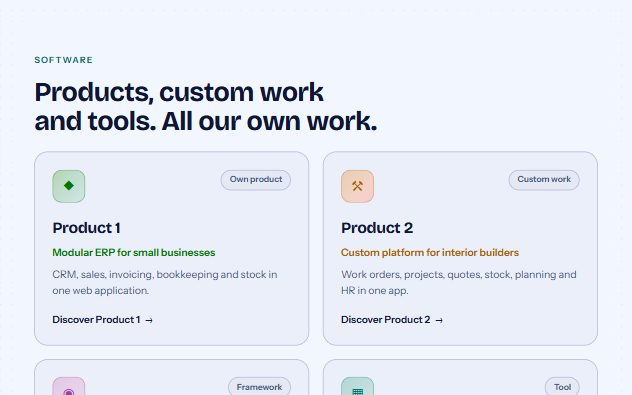 SOFTWARE
Products, custom work
and tools. All our own work.
Own product
Product 1
Modular ERP for small businesses
CRM, sales, invoicing, bookkeeping and stock in
one web application.
Discover Product 1 →
Custom work
Product 2
Custom platform for interior builders
Work orders, projects, quotes, stock, planning and
HR in one app.
Discover Product 2 →
Framework
Tool